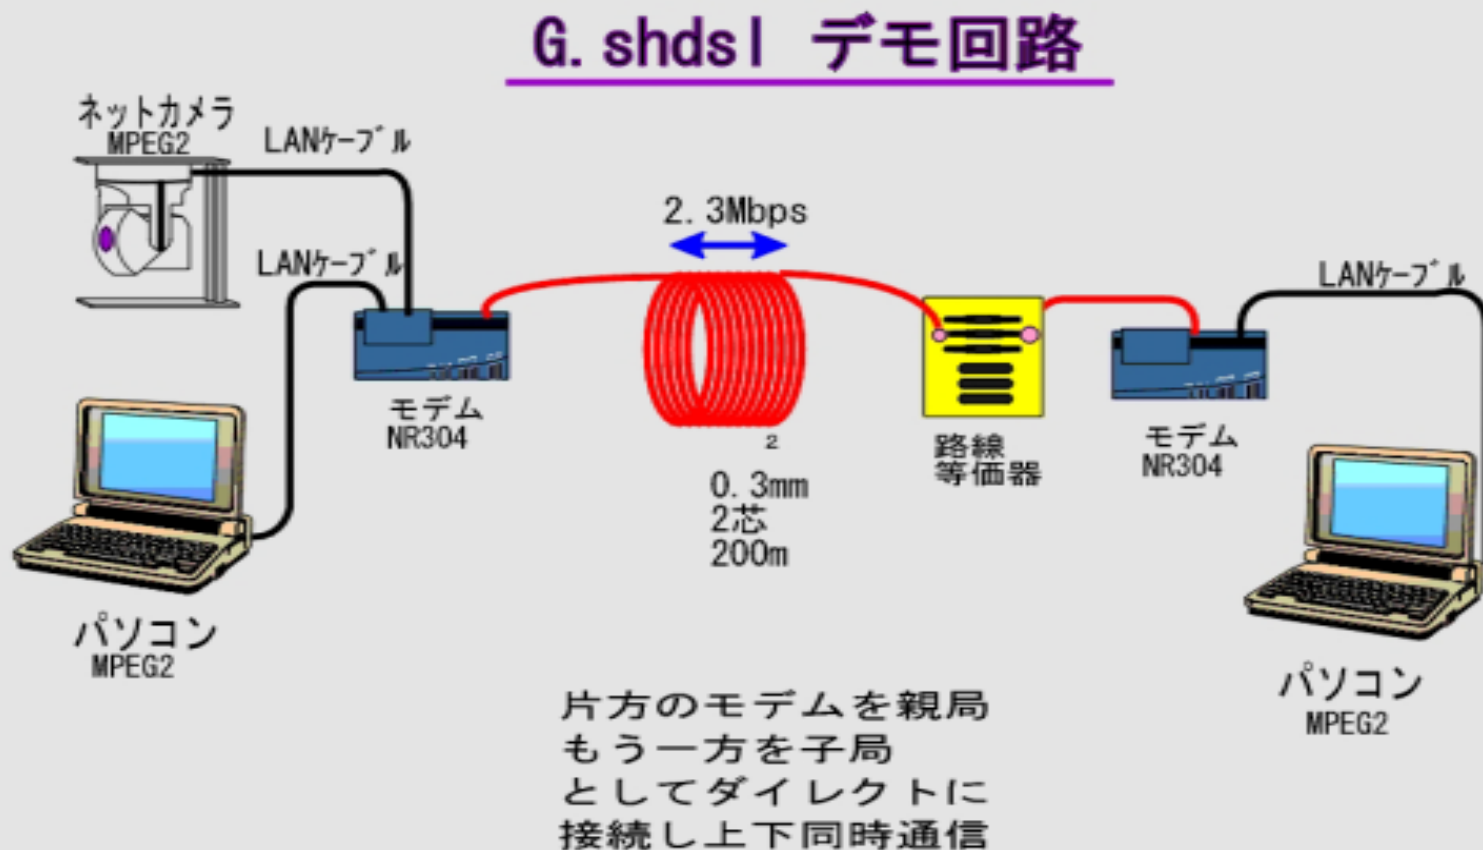 G.shdsl デモ回路
ネットカメラ
MPEG2
LANｹｰﾌﾞﾙ
LANｹｰﾌﾞﾙ
2.3Mbps
LANｹｰﾌﾞﾙ
モデム
NR304
2
0.3mm
2芯
200m
路線
等価器
モデム
NR304
パソコン
MPEG2
パソコン
MPEG2
片方のモデムを親局
もう一方を子局
としてダイレクトに
接続し上下同時通信